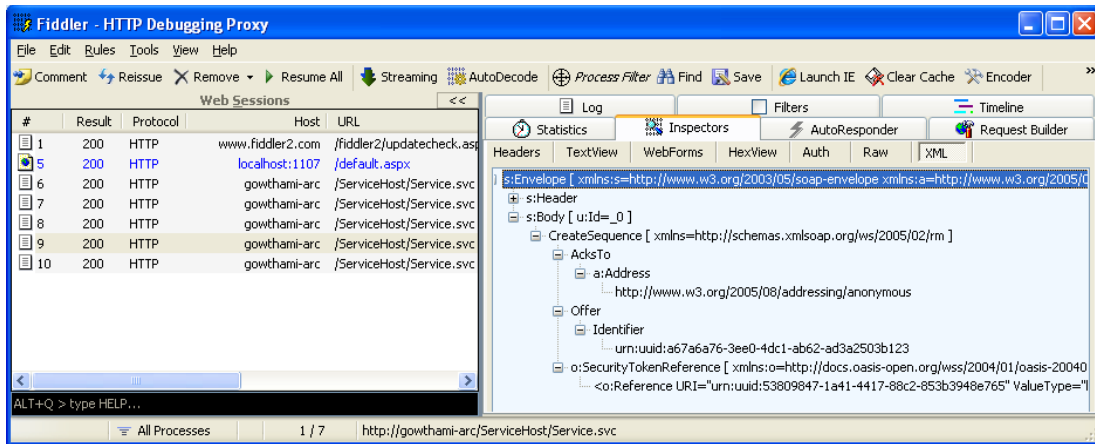 Fiddler - HTTP Debugging Proxy
File Edit Rules Tools View Help
Comment Reissue Remove Resume All Streaming AutoDecode Process Filter Find Save Launch IE Clear Cache Encoder »
Web Sessions <<
# Result Protocol Host URL
1 200 HTTP www.fiddler2.com /fiddler2/updatecheck.asp
5 200 HTTP localhost:1107 /default.aspx
6 200 HTTP gowthami-arc /ServiceHost/Service.svc
7 200 HTTP gowthami-arc /ServiceHost/Service.svc
8 200 HTTP gowthami-arc /ServiceHost/Service.svc
9 200 HTTP gowthami-arc /ServiceHost/Service.svc
10 200 HTTP gowthami-arc /ServiceHost/Service.svc
ALT+Q > type HELP...
Log Filters Timeline
Statistics Inspectors AutoResponder Request Builder
Headers TextView WebForms HexView Auth Raw XML
s:Envelope [ xmlns:s=http://www.w3.org/2003/05/soap-envelope xmlns:a=http://www.w3.org/2005/0
s:Header
s:Body [ u:Id=_0 ]
CreateSequence [ xmlns=http://schemas.xmlsoap.org/ws/2005/02/rm ]
AcksTo
a:Address
http://www.w3.org/2005/08/addressing/anonymous
Offer
Identifier
urn:uuid:a67a6a76-3ee0-4dc1-ab62-ad3a2503b123
o:SecurityTokenReference [ xmlns:o=http://docs.oasis-open.org/wss/2004/01/oasis-20040
<o:Reference URI="urn:uuid:53809847-1a41-4417-88c2-853b3948e765" ValueType="
All Processes 1 / 7 http://gowthami-arc/ServiceHost/Service.svc